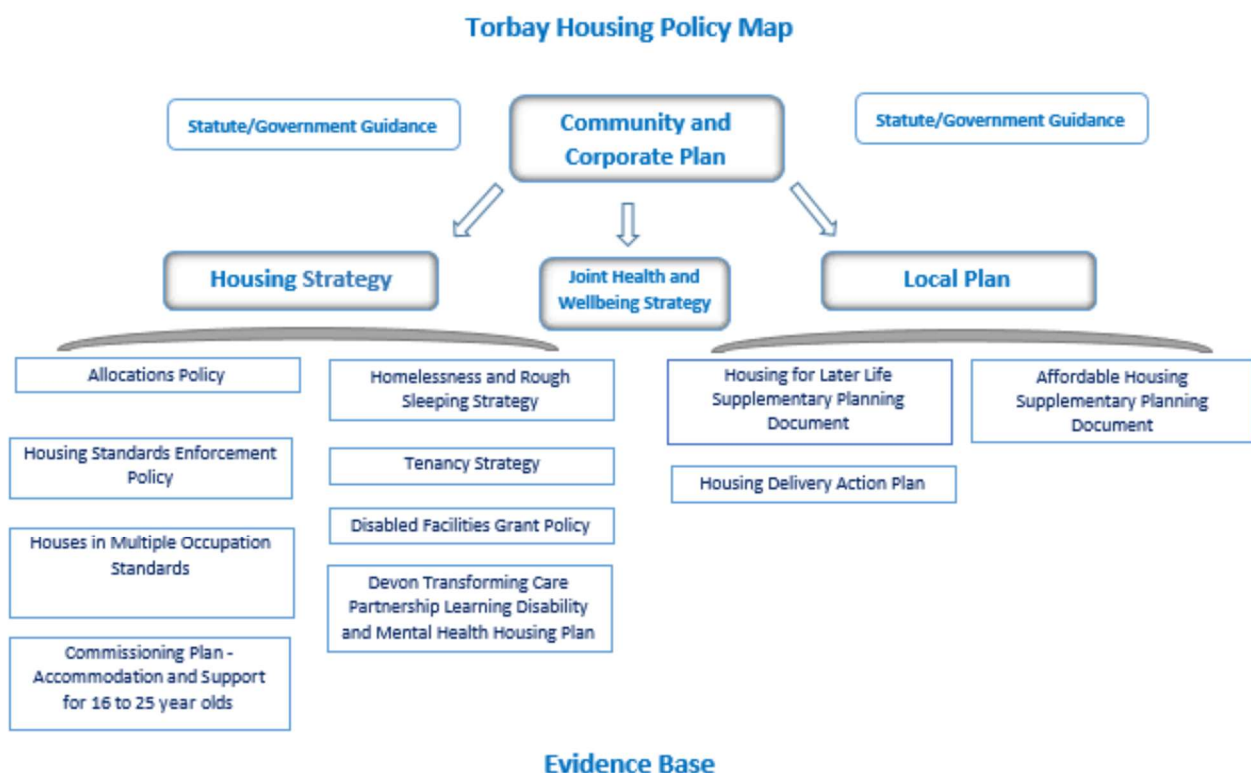 Torbay Housing Policy Map
Statute/Government Guidance
Community and
Corporate Plan
Statute/Government Guidance
Housing Strategy
Joint Health and
Wellbeing Strategy
Local Plan
Allocations Policy
Housing Standards Enforcement
Policy
Houses in Multiple Occupation
Standards
Commissioning Plan -
Accommodation and Support
for 16 to 25 year olds
Homelessness and Rough
Sleeping Strategy
Tenancy Strategy
Disabled Facilities Grant Policy
Devon Transforming Care
Partnership Learning Disability
and Mental Health Housing Plan
Housing for Later Life
Supplementary Planning
Document
Housing Delivery Action Plan
Affordable Housing
Supplementary Planning
Document
Evidence Base